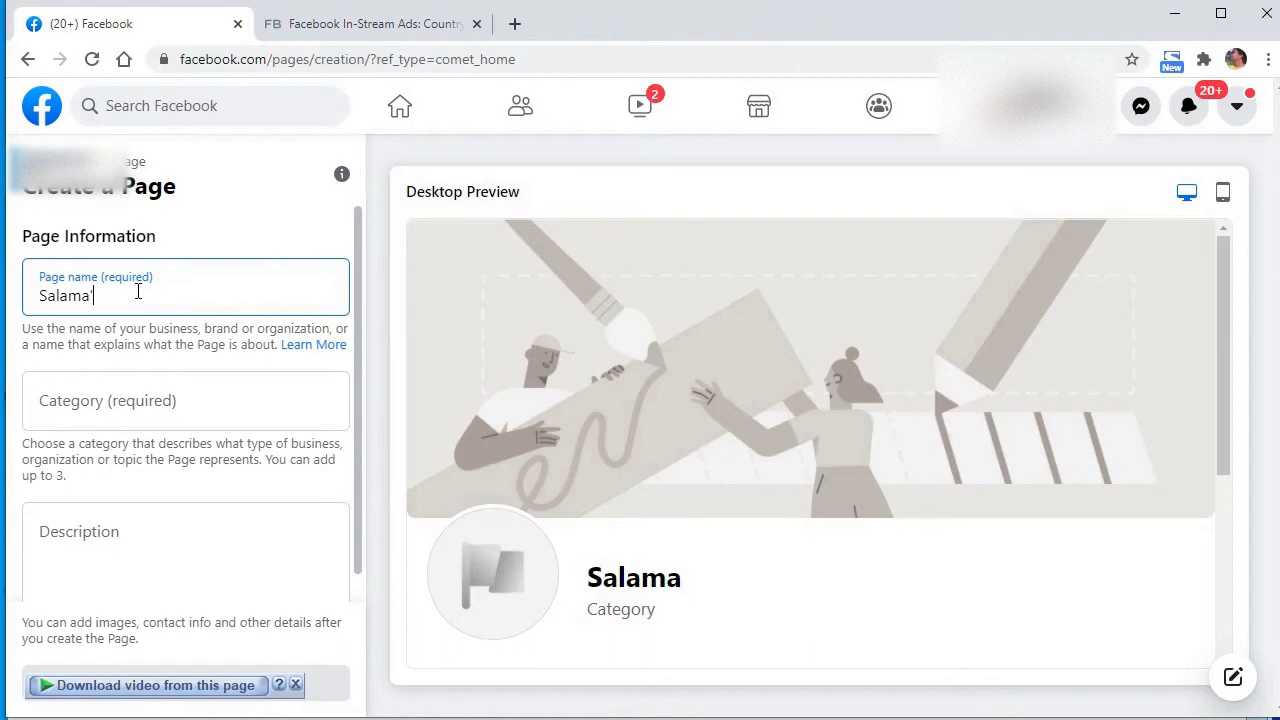 (20+) Facebook
FB Facebook In-Stream Ads: Countr
facebook.com/pages/creation/?ref_type=comet_home
New
Search Facebook
2
20+
age
Create a Page
Page Information
Page name (required)
Salama'
Use the name of your business, brand or organization, or
a name that explains what the Page is about. Learn More
Category (required)
Choose a category that describes what type of business,
organization or topic the Page represents. You can add
up to 3.
Description
You can add images, contact info and other details after
you create the Page.
Download video from this page ?
Desktop Preview
Salama
Category